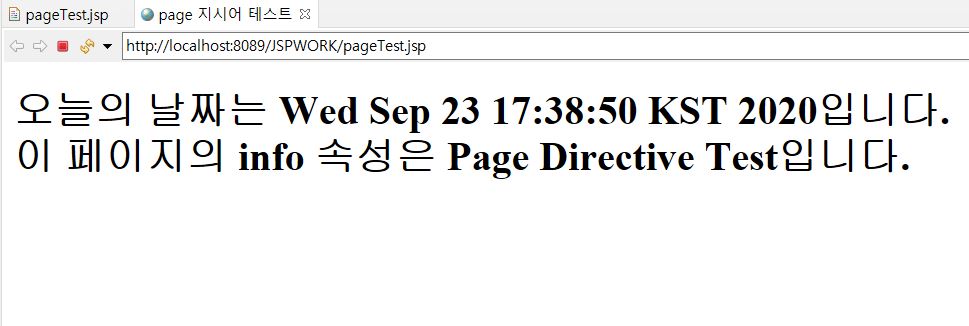 pageTest.jsp
page 지시어 테스트
http://localhost:8089/JSPWORK/pageTest.jsp
오늘의 날짜는 Wed Sep 23 17:38:50 KST 2020입니다.
이 페이지의 info 속성은 Page Directive Test입니다.